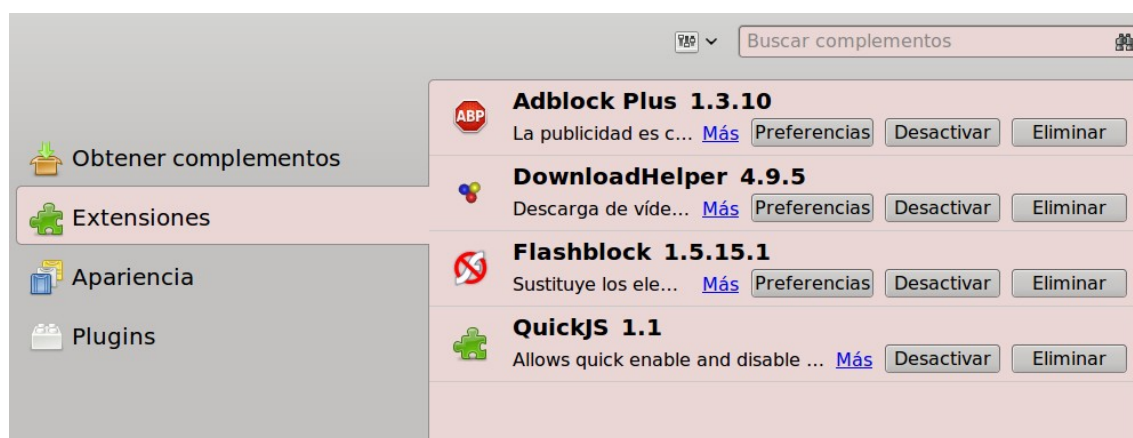 Buscar complementos
ABP
Adblock Plus 1.3.10
La publicidad es c... Más Preferencias Desactivar Eliminar
Obtener complementos
DownloadHelper 4.9.5
Descarga de víde... Más Preferencias Desactivar Eliminar
Extensiones
Flashblock 1.5.15.1
Sustituye los ele... Más Preferencias Desactivar Eliminar
Apariencia
QuickJS 1.1
Allows quick enable and disable ... Más Desactivar Eliminar
Plugins